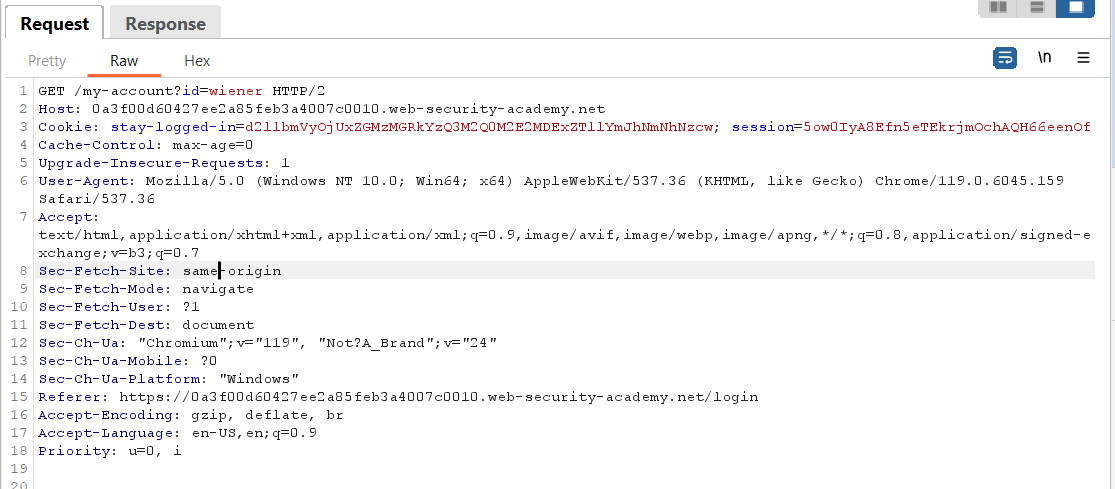 Request Response
Pretty Raw Hex
\n
1 GET /my-account?id=wiener HTTP/2
2 Host: 0a3f00d60427ee2a85feb3a4007c0010.web-security-academy.net
3 Cookie: stay-logged-in=d2llbmVyOjUxZGMzMGRkYzQ3M2Q0M2E2MDExZTllYmJhNmNhNzcw; session=5ow0IyA8Efn5eTEkrjmOchAQH66eenOf
4 Cache-Control: max-age=0
5 Upgrade-Insecure-Requests: 1
6 User-Agent: Mozilla/5.0 (Windows NT 10.0; Win64; x64) AppleWebKit/537.36 (KHTML, like Gecko) Chrome/119.0.6045.159
Safari/537.36
7 Accept:
text/html,application/xhtml+xml,application/xml;q=0.9,image/avif,image/webp,image/apng,*/*;q=0.8,application/signed-e
xchange;v=b3;q=0.7
8 Sec-Fetch-Site: same-origin
9 Sec-Fetch-Mode: navigate
10 Sec-Fetch-User: ?1
11 Sec-Fetch-Dest: document
12 Sec-Ch-Ua: "Chromium";v="119", "Not?A_Brand";v="24"
13 Sec-Ch-Ua-Mobile: ?0
14 Sec-Ch-Ua-Platform: "Windows"
15 Referer: https://0a3f00d60427ee2a85feb3a4007c0010.web-security-academy.net/login
16 Accept-Encoding: gzip, deflate, br
17 Accept-Language: en-US,en;q=0.9
18 Priority: u=0, i
19
20